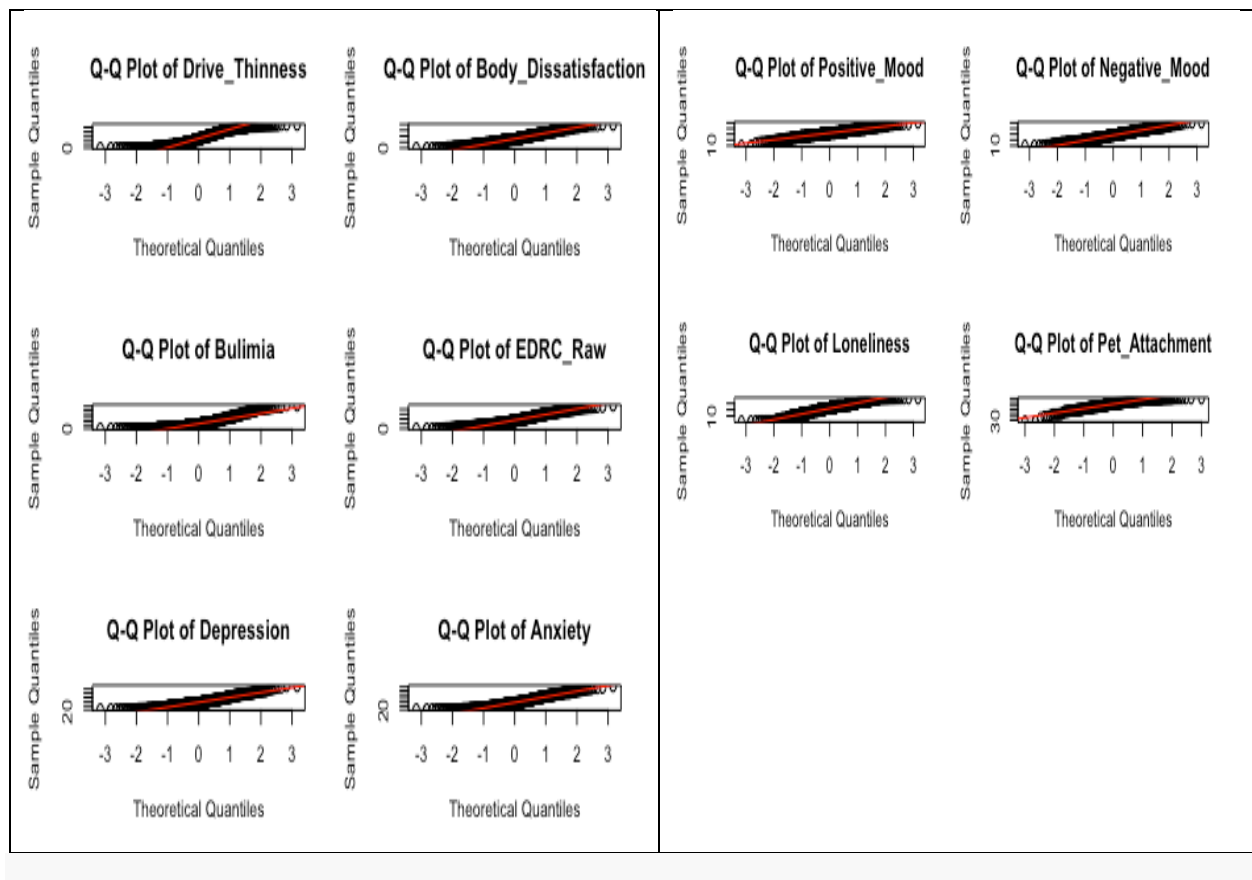 Q-Q Plot of Drive_Thinness
Sample Quantiles
0
-3 -2 -1 0 1 2 3
Theoretical Quantiles
Q-Q Plot of Body_Dissatisfaction
Sample Quantiles
0
-3 -2 -1 0 1 2 3
Theoretical Quantiles
Q-Q Plot of Bulimia
Sample Quantiles
0
-3 -2 -1 0 1 2 3
Theoretical Quantiles
Q-Q Plot of EDRC_Raw
Sample Quantiles
0
-3 -2 -1 0 1 2 3
Theoretical Quantiles
Q-Q Plot of Depression
Sample Quantiles
20
-3 -2 -1 0 1 2 3
Theoretical Quantiles
Q-Q Plot of Anxiety
Sample Quantiles
20
-3 -2 -1 0 1 2 3
Theoretical Quantiles
Q-Q Plot of Positive_Mood
Sample Quantiles
10
-3 -2 -1 0 1 2 3
Theoretical Quantiles
Q-Q Plot of Negative_Mood
Sample Quantiles
10
-3 -2 -1 0 1 2 3
Theoretical Quantiles
Q-Q Plot of Loneliness
Sample Quantiles
10
-3 -2 -1 0 1 2 3
Theoretical Quantiles
Q-Q Plot of Pet_Attachment
Sample Quantiles
30
-3 -2 -1 0 1 2 3
Theoretical Quantiles